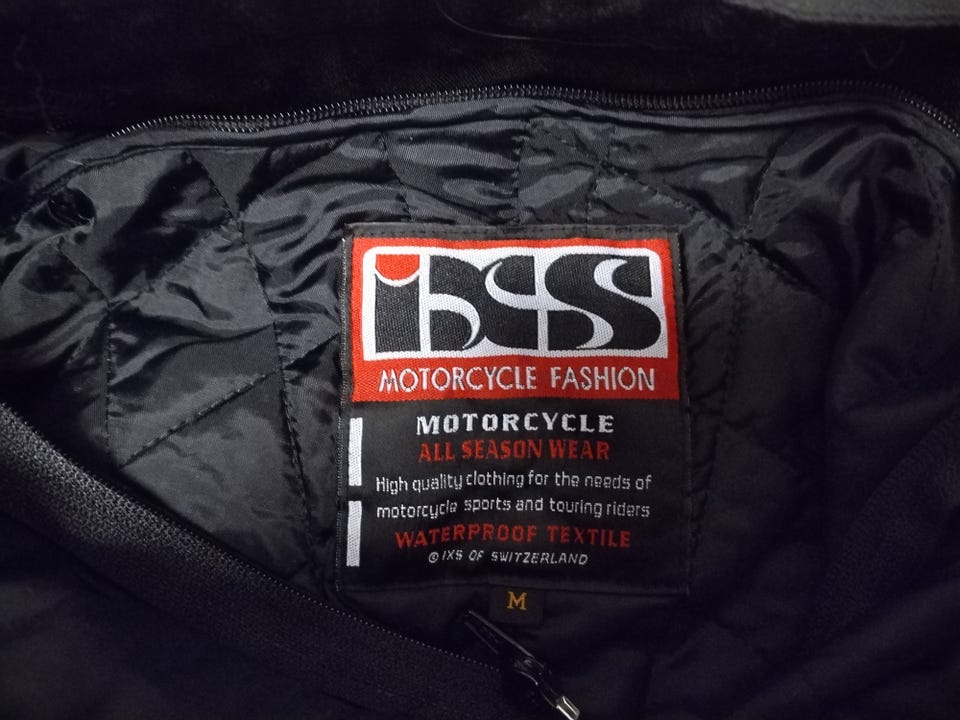 iXS
MOTORCYCLE FASHION
MOTORCYCLE
ALL SEASON WEAR
High quality clothing for the needs of
motorcycle sports and touring riders
WATERPROOF TEXTILE
© IXS OF SWITZERLAND
M